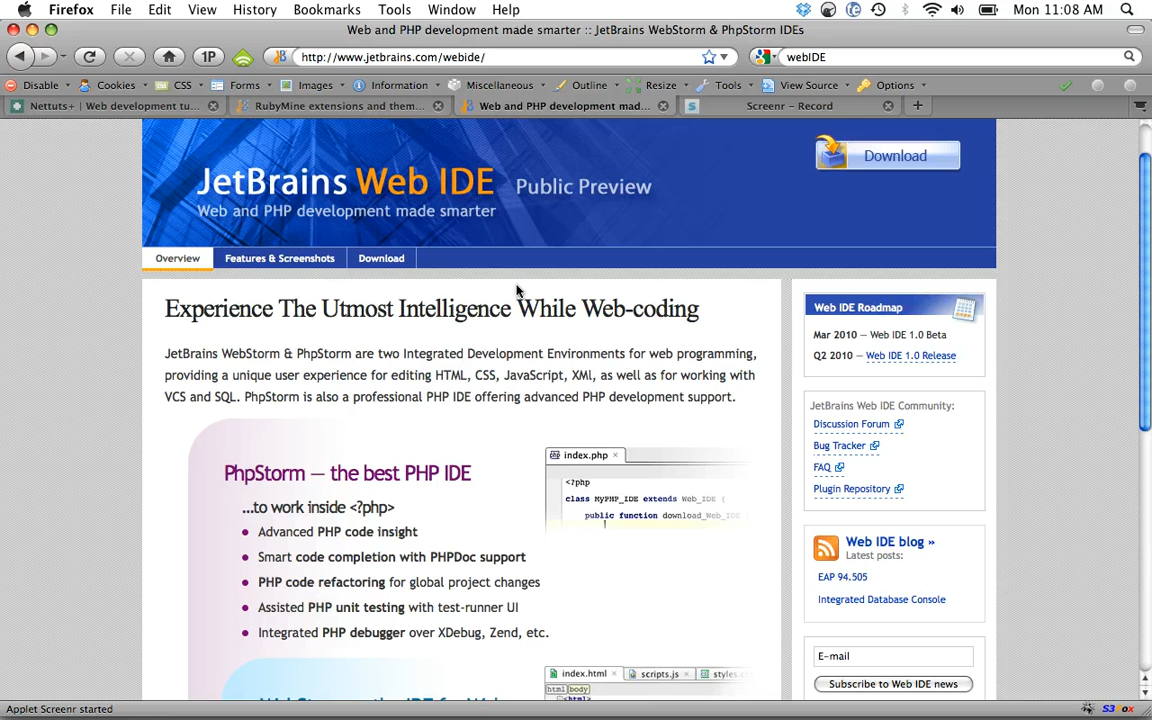 Firefox File Edit View History Bookmarks Tools Window Help Mon 11:08 AM
Web and PHP development made smarter :: JetBrains WebStorm & PhpStorm IDEs
1P http://www.jetbrains.com/webide/ webIDE
Disable Cookies CSS Forms Images Information Miscellaneous Outline Resize Tools View Source Options
Nettuts+ | Web development tu... RubyMine extensions and them... Web and PHP development mad... Screenr - Record
Download
JetBrains Web IDE Public Preview
Web and PHP development made smarter
Overview Features & Screenshots Download
Experience The Utmost Intelligence While Web-coding
JetBrains WebStorm & PhpStorm are two Integrated Development Environments for web programming,
providing a unique user experience for editing HTML, CSS, JavaScript, XMl, as well as for working with
VCS and SQL. PhpStorm is also a professional PHP IDE offering advanced PHP development support.
PhpStorm — the best PHP IDE
...to work inside <?php>
Advanced PHP code insight
Smart code completion with PHPDoc support
PHP code refactoring for global project changes
Assisted PHP unit testing with test-runner UI
Integrated PHP debugger over XDebug, Zend, etc.
index.php
<?php
class MyPHP_IDE extends Web_IDE {
public function download_Web_IDE
index.html scripts.js styles.c
html body
<html>
Web IDE Roadmap
Mar 2010 — Web IDE 1.0 Beta
Q2 2010 — Web IDE 1.0 Release
JetBrains Web IDE Community:
Discussion Forum
Bug Tracker
FAQ
Plugin Repository
Web IDE blog »
Latest posts:
EAP 94.505
Integrated Database Console
E-mail
Subscribe to Web IDE news
Applet Screenr started S3 ox